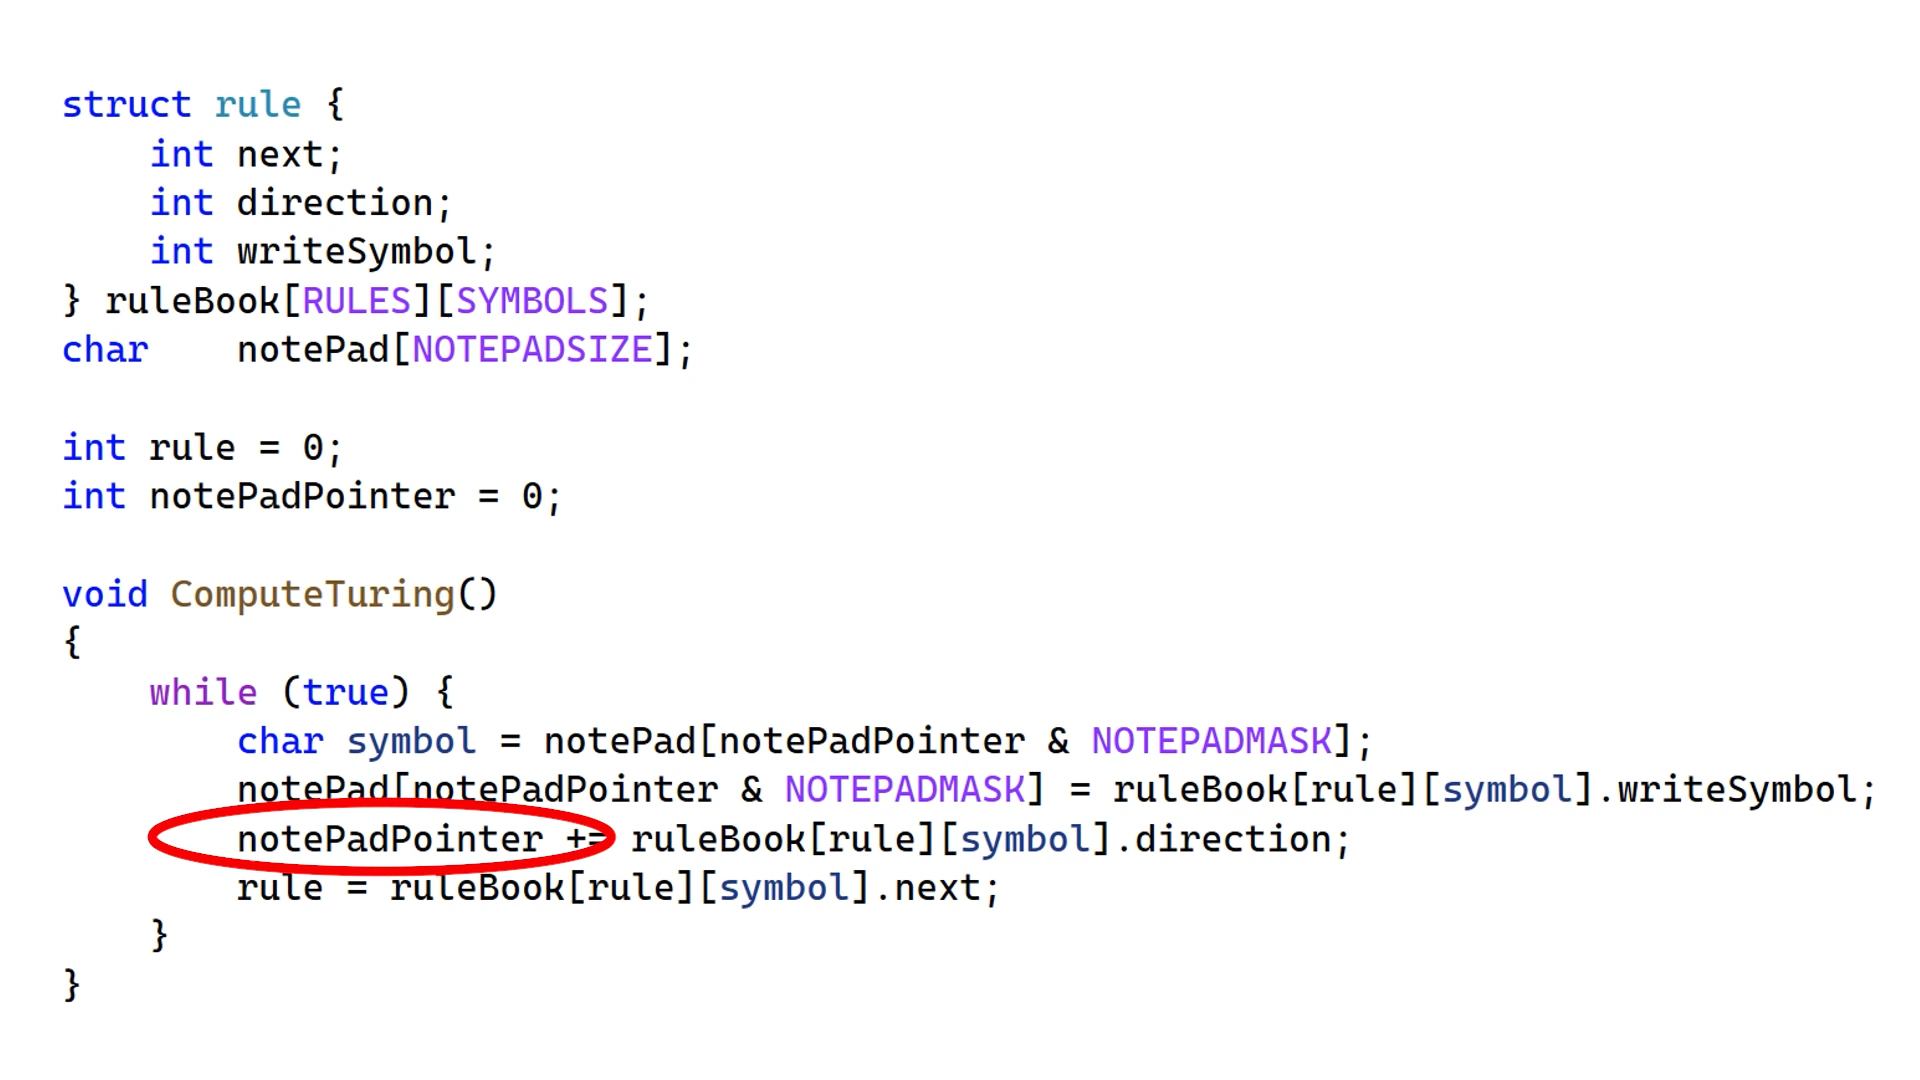 struct rule {
    int next;
    int direction;
    int writeSymbol;
} ruleBook[RULES][SYMBOLS];
char    notePad[NOTEPADSIZE];
int rule = 0;
int notePadPointer = 0;
void ComputeTuring()
{
    while (true) {
        char symbol = notePad[notePadPointer & NOTEPADMASK];
        notePad[notePadPointer & NOTEPADMASK] = ruleBook[rule][symbol].writeSymbol;
        notePadPointer += ruleBook[rule][symbol].direction;
        rule = ruleBook[rule][symbol].next;
    }
}